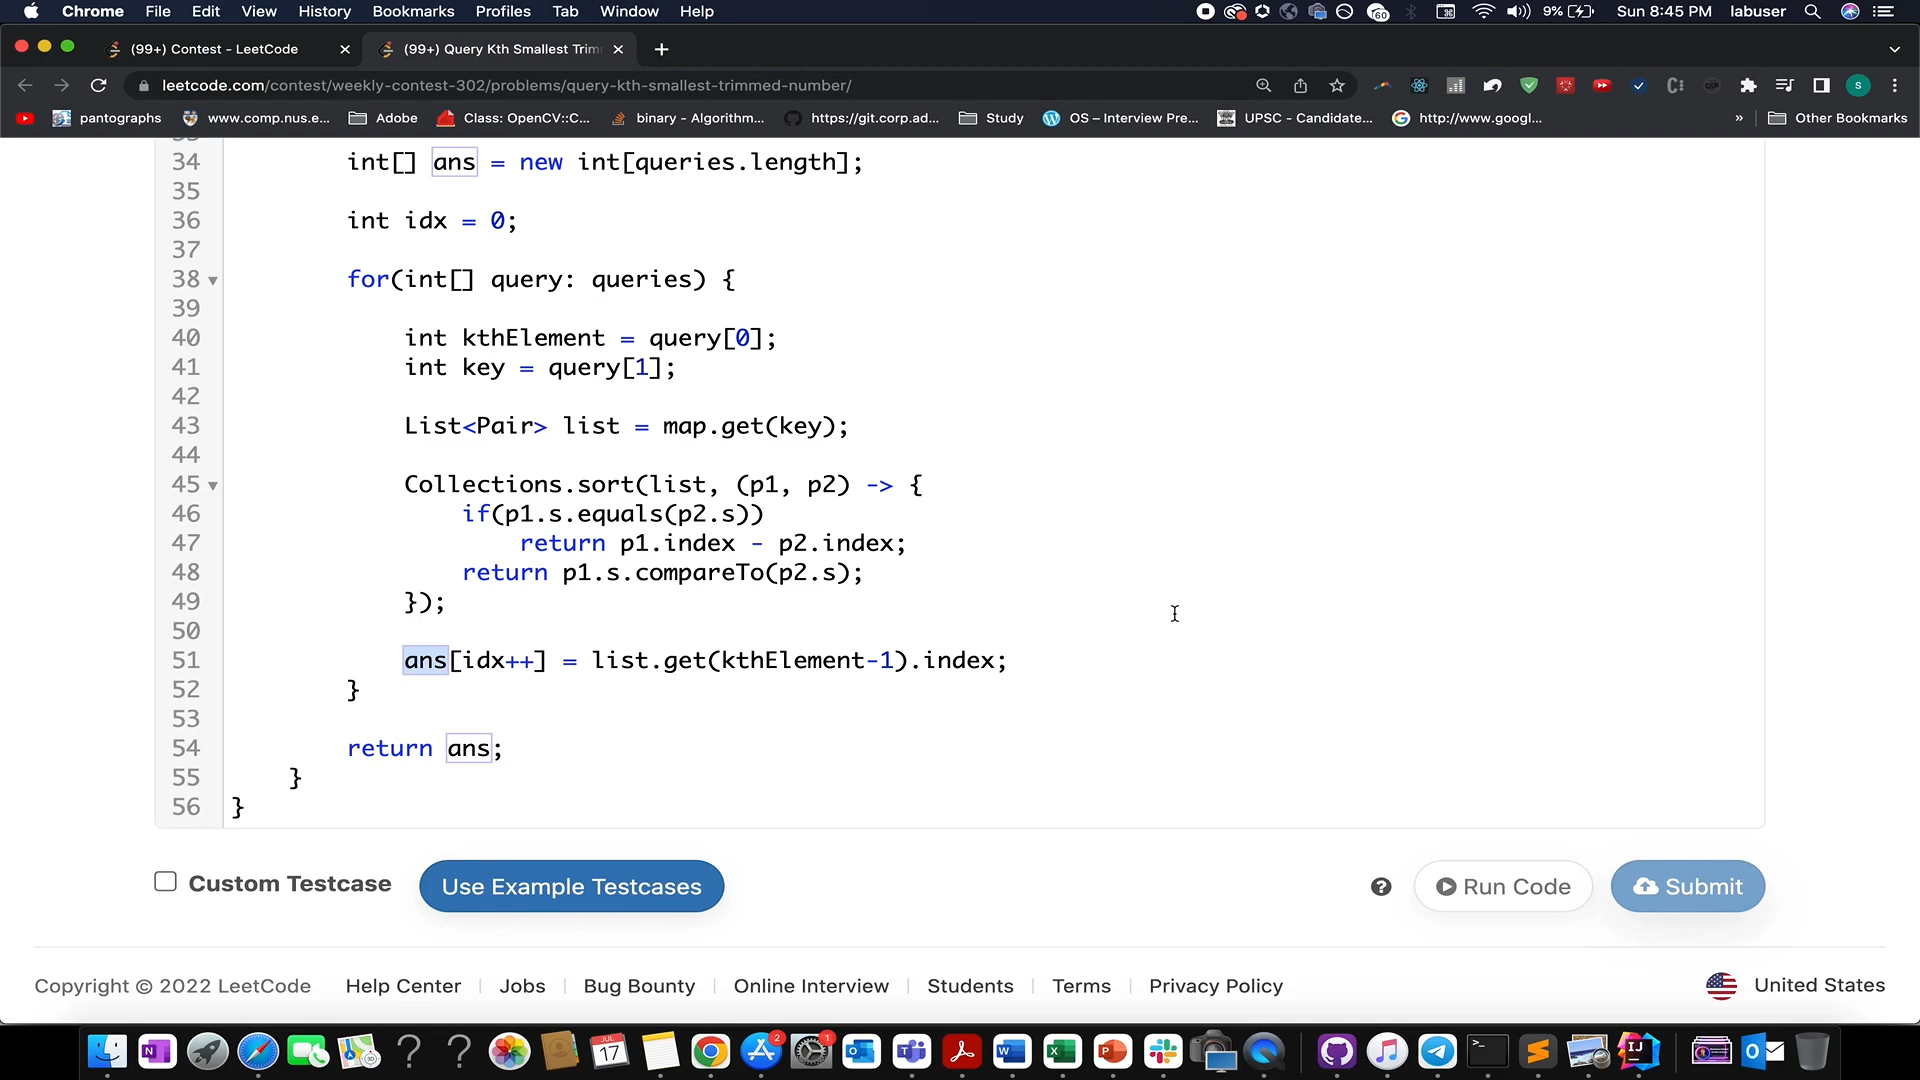 Chrome File Edit View History Bookmarks Profiles Tab Window Help 60 9% Sun 8:45 PM labuser
(99+) Contest - LeetCode (99+) Query Kth Smallest Trim
leetcode.com/contest/weekly-contest-302/problems/query-kth-smallest-trimmed-number/
pantographs www.comp.nus.e... Adobe Class: OpenCV::C... binary - Algorithm... https://git.corp.ad... Study OS – Interview Pre... UPSC - Candidate... http://www.googl... » Other Bookmarks
34 int[] ans = new int[queries.length];
35
36 int idx = 0;
37
38 for(int[] query: queries) {
39
40 int kthElement = query[0];
41 int key = query[1];
42
43 List<Pair> list = map.get(key);
44
45 Collections.sort(list, (p1, p2) -> {
46 if(p1.s.equals(p2.s))
47 return p1.index - p2.index;
48 return p1.s.compareTo(p2.s);
49 });
50
51 ans[idx++] = list.get(kthElement-1).index;
52 }
53
54 return ans;
55 }
56 }
Custom Testcase Use Example Testcases ? Run Code Submit
Copyright © 2022 LeetCode Help Center Jobs Bug Bounty Online Interview Students Terms Privacy Policy United States
JUL 17 2 1